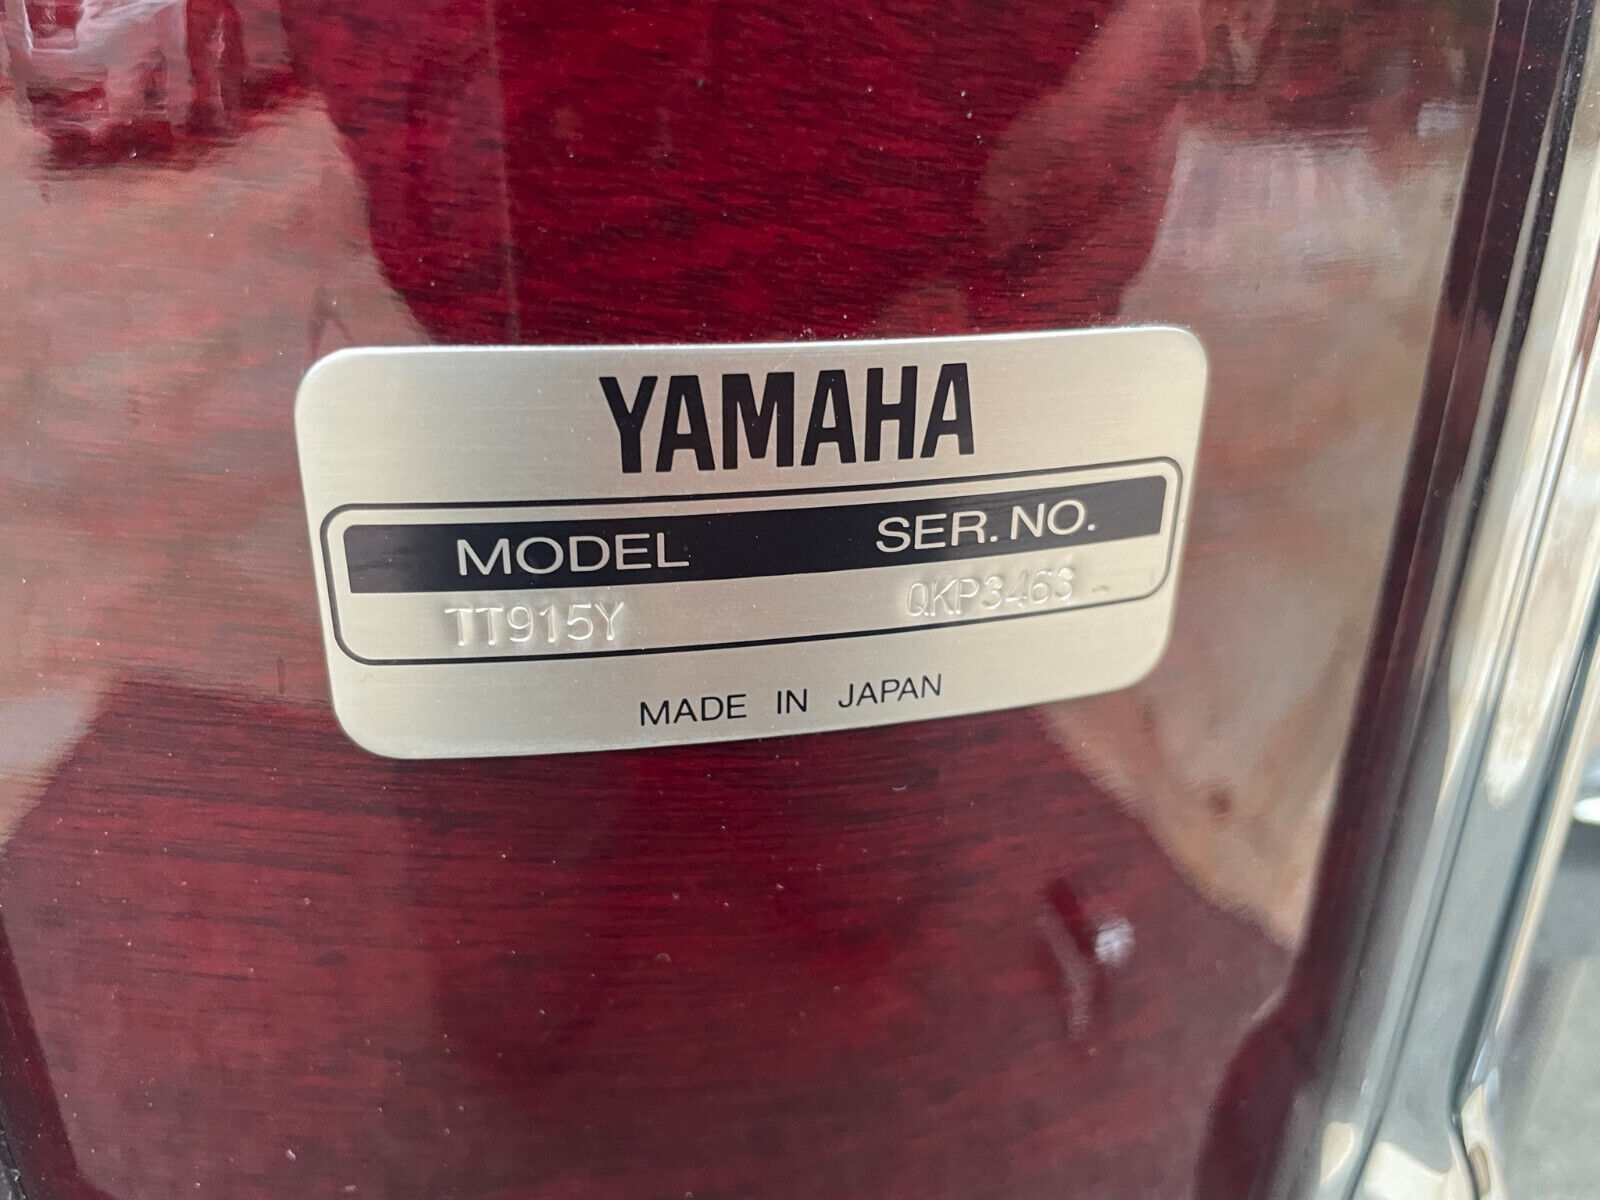 YAMAHA
MODEL SER. NO.
TT915Y QKP3463
MADE IN JAPAN